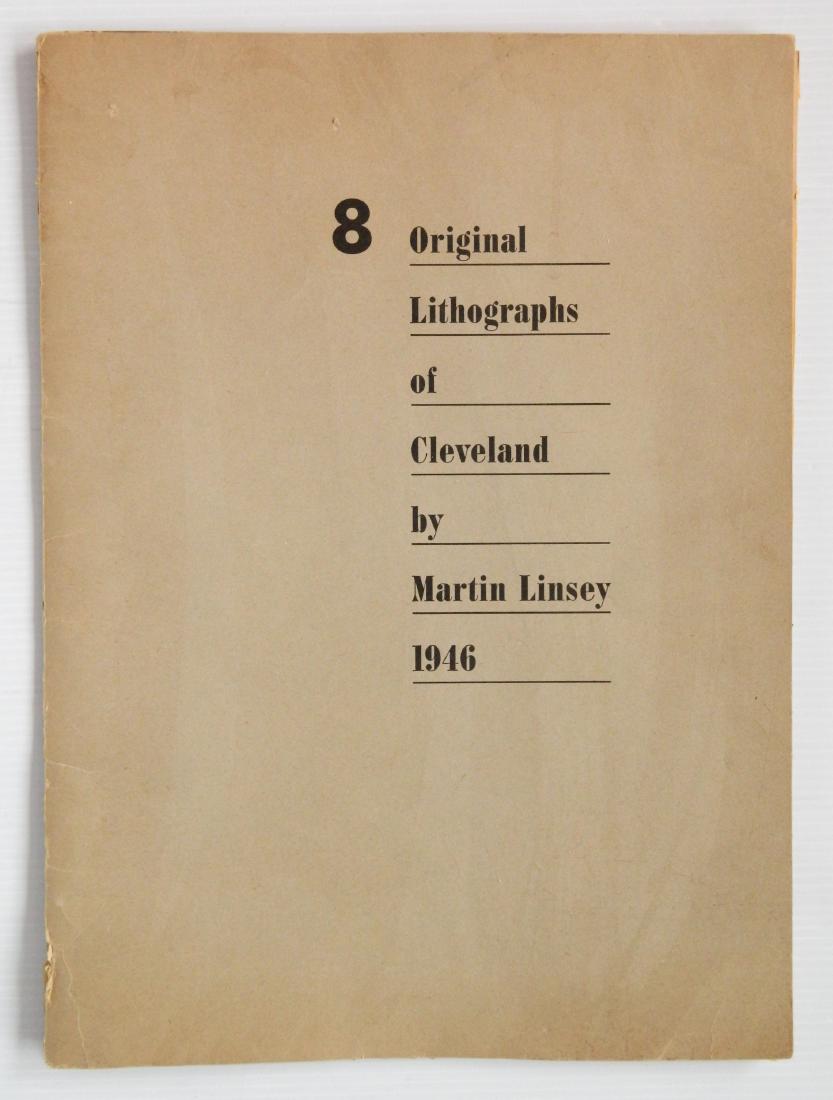 8 Original
Lithographs
of
Cleveland
by
Martin Linsey
1946